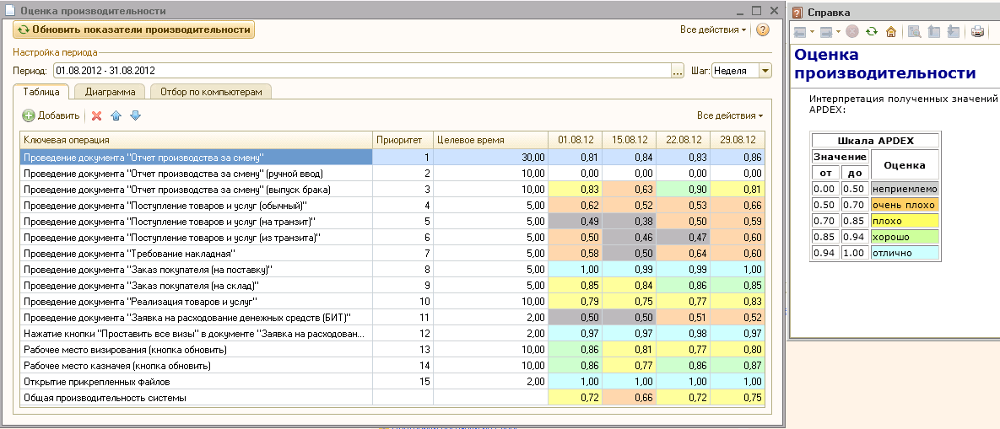 Оценка производительности
Обновить показатели производительности
Все действия
Настройка периода
Период: 01.08.2012 - 31.08.2012 ... Шаг: Неделя
Таблица Диаграмма Отбор по компьютерам
Добавить Все действия
Ключевая операция Приоритет Целевое время 01.08.12 15.08.12 22.08.12 29.08.12
Проведение документа "Отчет производства за смену" 1 30,00 0,81 0,84 0,83 0,86
Проведение документа "Отчет производства за смену" (ручной ввод) 2 10,00 0,00 0,00 0,00 0,00
Проведение документа "Отчет производства за смену" (выпуск брака) 3 10,00 0,83 0,63 0,90 0,81
Проведение документа "Поступление товаров и услуг (обычный)" 4 5,00 0,62 0,52 0,53 0,66
Проведение документа "Поступление товаров и услуг (на транзит)" 5 5,00 0,49 0,38 0,50 0,59
Проведение документа "Поступление товаров и услуг (из транзита)" 6 5,00 0,50 0,46 0,47 0,60
Проведение документа "Требование накладная" 7 5,00 0,58 0,50 0,64 0,60
Проведение документа "Заказ покупателя (на поставку)" 8 5,00 1,00 0,99 0,99 1,00
Проведение документа "Заказ покупателя (на склад)" 9 5,00 0,85 0,84 0,86 0,85
Проведение документа "Реализация товаров и услуг" 10 10,00 0,79 0,75 0,77 0,83
Проведение документа "Заявка на расходование денежных средств (БИТ)" 11 2,00 0,50 0,50 0,51 0,52
Нажатие кнопки "Проставить все визы" в документе "Заявка на расходован... 12 2,00 0,97 0,97 0,98 0,97
Рабочее место визирования (кнопка обновить) 13 10,00 0,86 0,81 0,77 0,80
Рабочее место казначея (кнопка обновить) 14 10,00 0,86 0,77 0,86 0,87
Открытие прикрепленных файлов 15 2,00 1,00 1,00 1,00 1,00
Общая производительность системы 0,72 0,66 0,72 0,75
Справка
Оценка
производительности
Интерпретация полученных значений
APDEX:
Шкала APDEX
Значение Оценка
от до
0.00 0.50 неприемлемо
0.50 0.70 очень плохо
0.70 0.85 плохо
0.85 0.94 хорошо
0.94 1.00 отлично